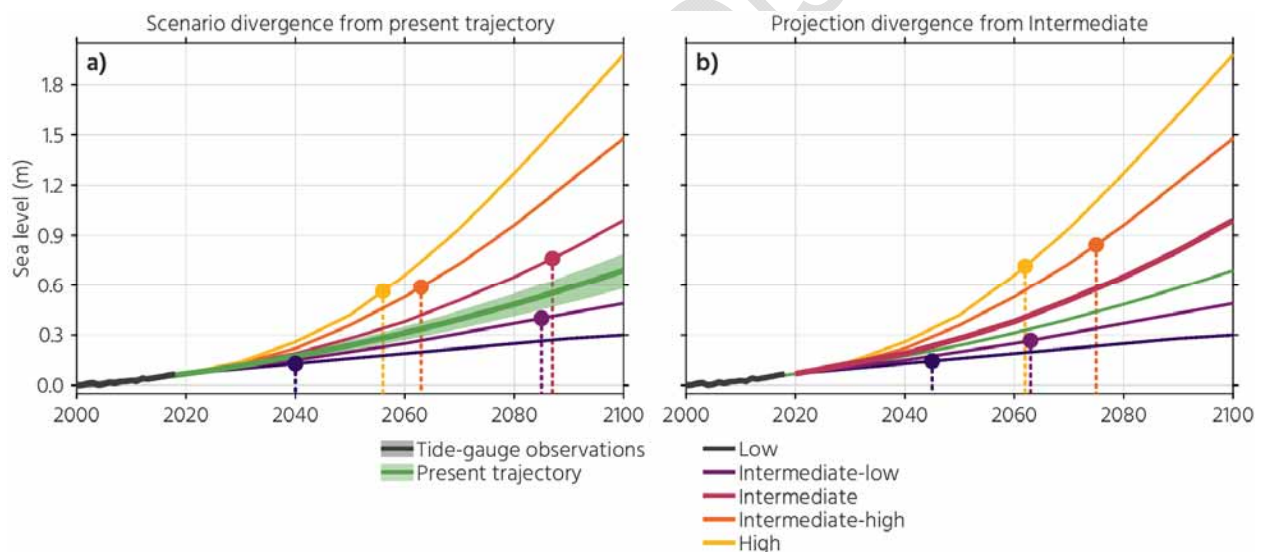 Scenario divergence from present trajectory
Projection divergence from Intermediate
a)
b)
Sea level (m)
1.8
1.5
1.2
0.9
0.6
0.3
0.0
2000 2020 2040 2060 2080 2100
2000 2020 2040 2060 2080 2100
Tide-gauge observations
Present trajectory
Low
Intermediate-low
Intermediate
Intermediate-high
High